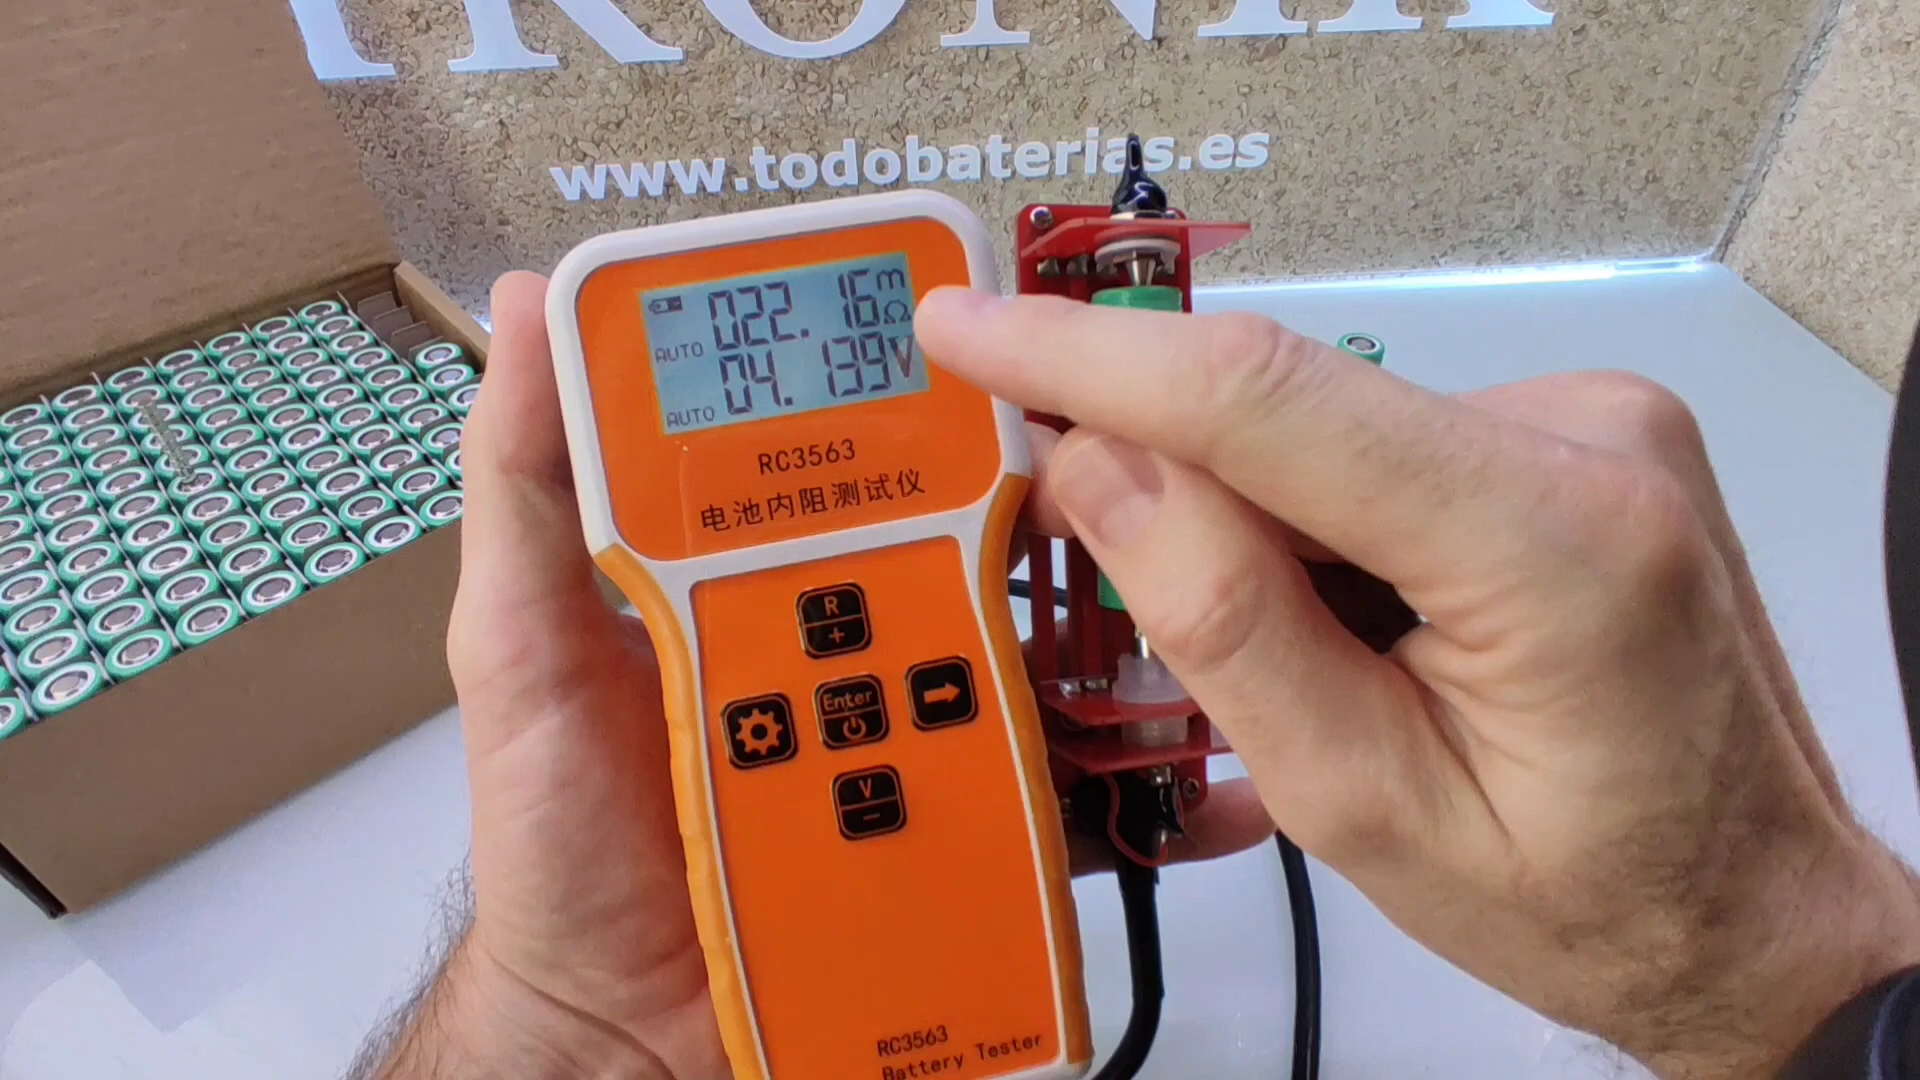 TRONIK
www.todobaterias.es
022.16mΩ
AUTO
04.139V
AUTO
RC3563
电池内阻测试仪
R
+
Enter
V
-
RC3563
Battery Tester